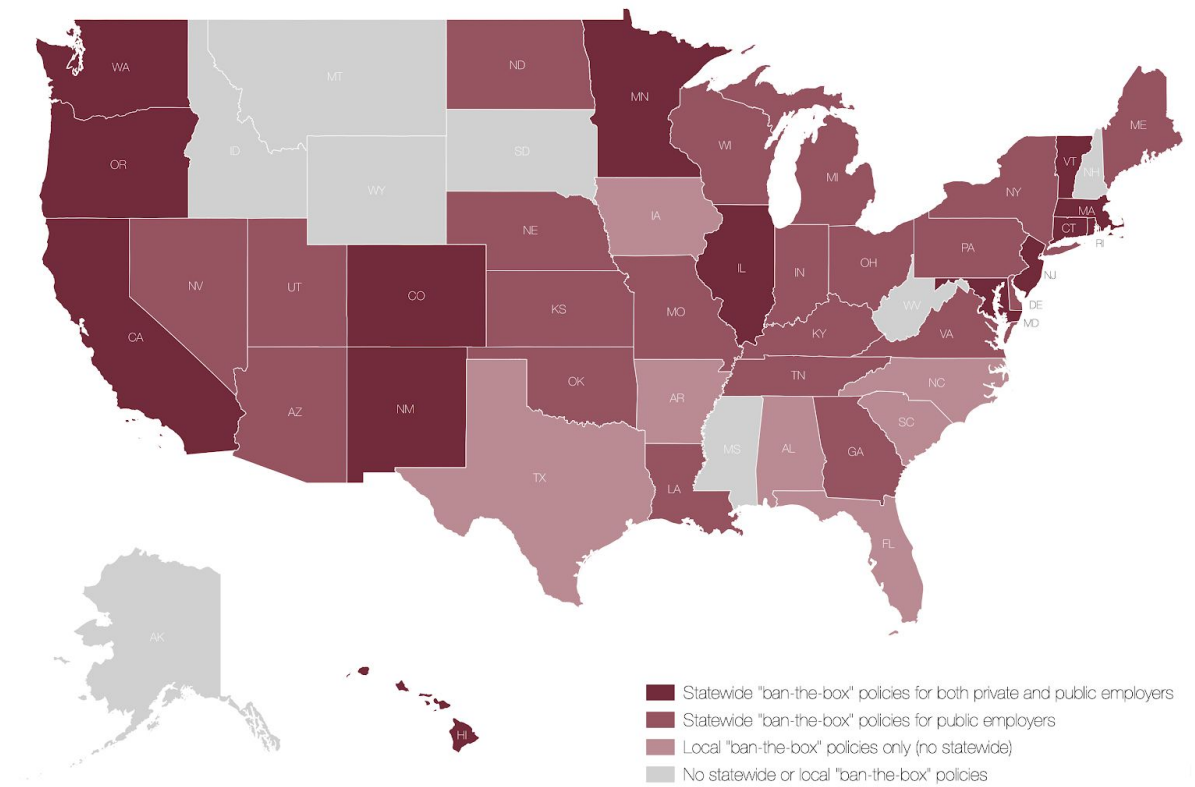 WA
MT
ND
MN
OR
ID
SD
WY
WI
MI
ME
VT
NH
NY
MA
CT
RI
IA
NE
PA
NJ
NV
UT
CO
KS
MO
IL
IN
OH
WV
VA
DE
MD
CA
KY
AZ
NM
OK
AR
TN
NC
SC
TX
LA
MS
AL
GA
FL
AK
HI
Statewide "ban-the-box" policies for both private and public employers
Statewide "ban-the-box" policies for public employers
Local "ban-the-box" policies only (no statewide)
No statewide or local "ban-the-box" policies